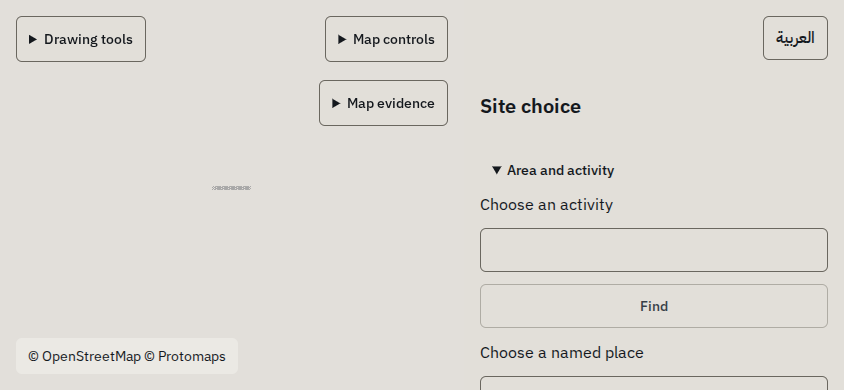 Drawing tools
Map controls
Map evidence
© OpenStreetMap © Protomaps
العربية
Site choice
Area and activity
Choose an activity
Find
Choose a named place